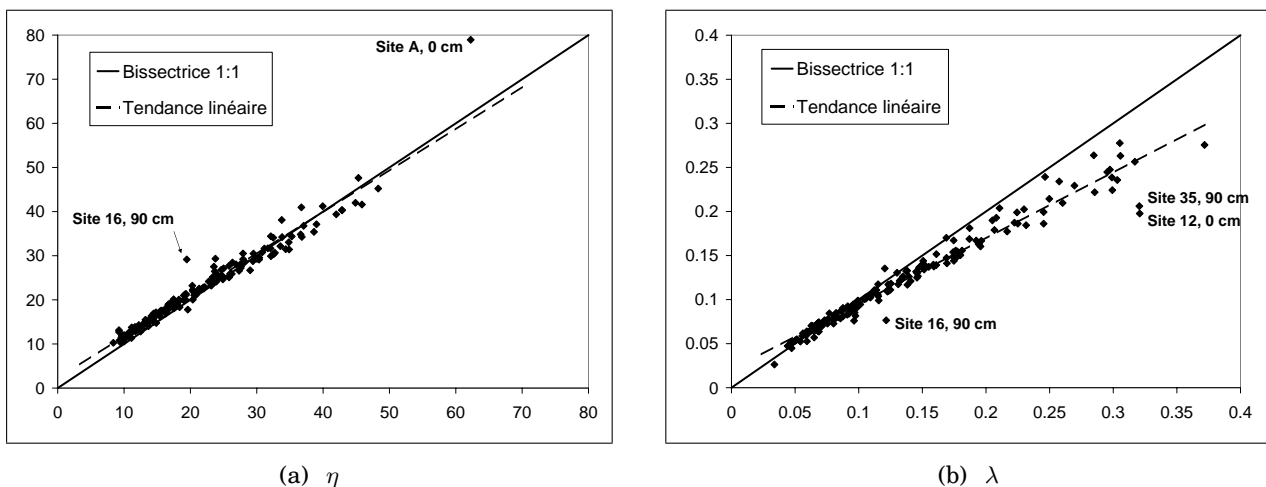 80
70
60
50
40
30
20
10
0
0 10 20 30 40 50 60 70 80
Bissectrice 1:1
Tendance linéaire
Site A, 0 cm
Site 16, 90 cm
(a) η
0.4
0.35
0.3
0.25
0.2
0.15
0.1
0.05
0
0 0.05 0.1 0.15 0.2 0.25 0.3 0.35 0.4
Bissectrice 1:1
Tendance linéaire
Site 35, 90 cm
Site 12, 0 cm
Site 16, 90 cm
(b) λ